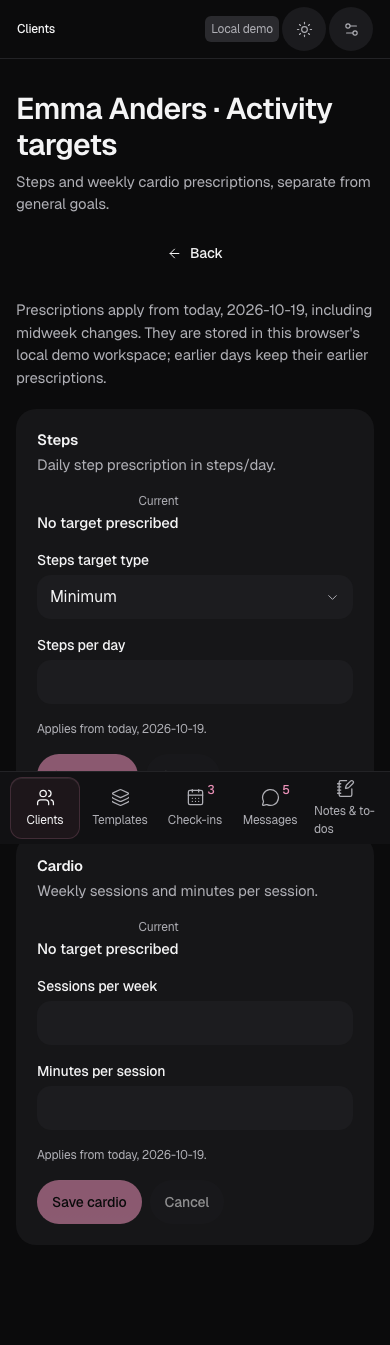 Clients
Local demo
Emma Anders · Activity
targets
Steps and weekly cardio prescriptions, separate from
general goals.
← Back
Prescriptions apply from today, 2026-10-19, including
midweek changes. They are stored in this browser's
local demo workspace; earlier days keep their earlier
prescriptions.
Steps
Daily step prescription in steps/day.
Current
No target prescribed
Steps target type
Minimum
Steps per day
Applies from today, 2026-10-19.
Clients
Templates
3
Check-ins
5
Messages
Notes & to-
dos
Cardio
Weekly sessions and minutes per session.
Current
No target prescribed
Sessions per week
Minutes per session
Applies from today, 2026-10-19.
Save cardio
Cancel